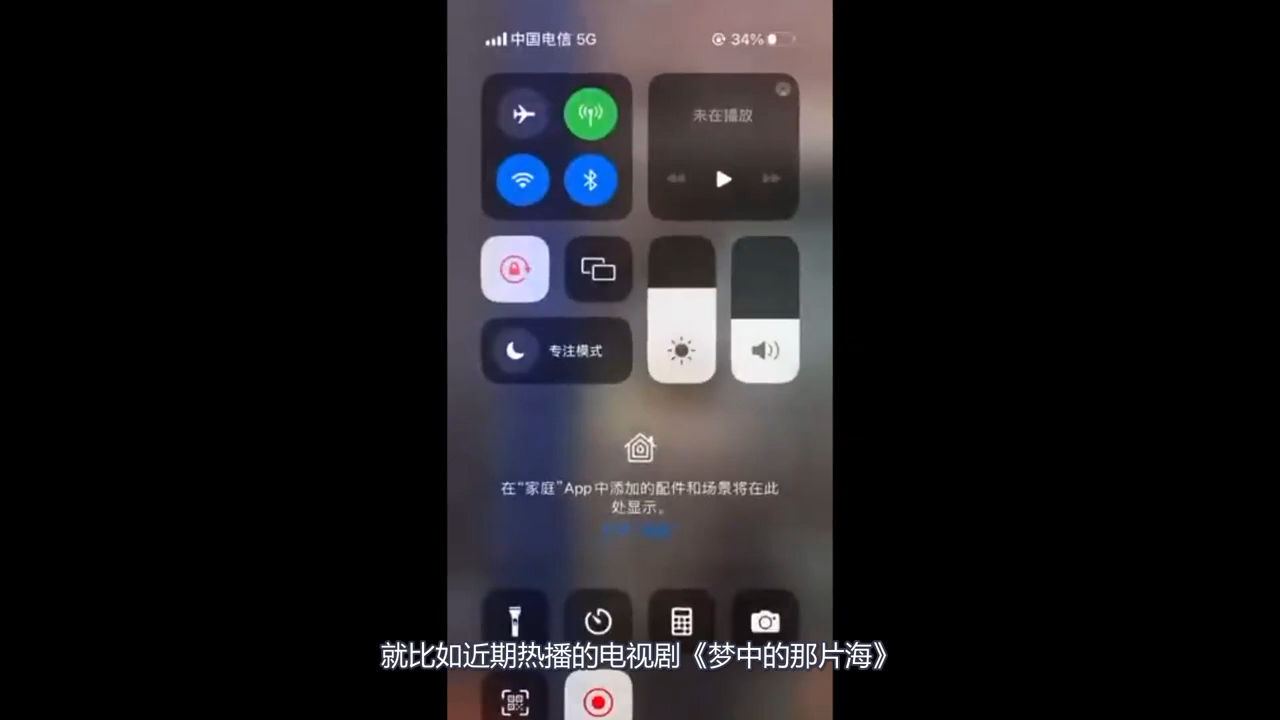 中国电信 5G
34%
未在播放
专注模式
在“家庭”App中添加的配件和场景将在此
处显示。
就比如近期热播的电视剧《梦中的那片海》